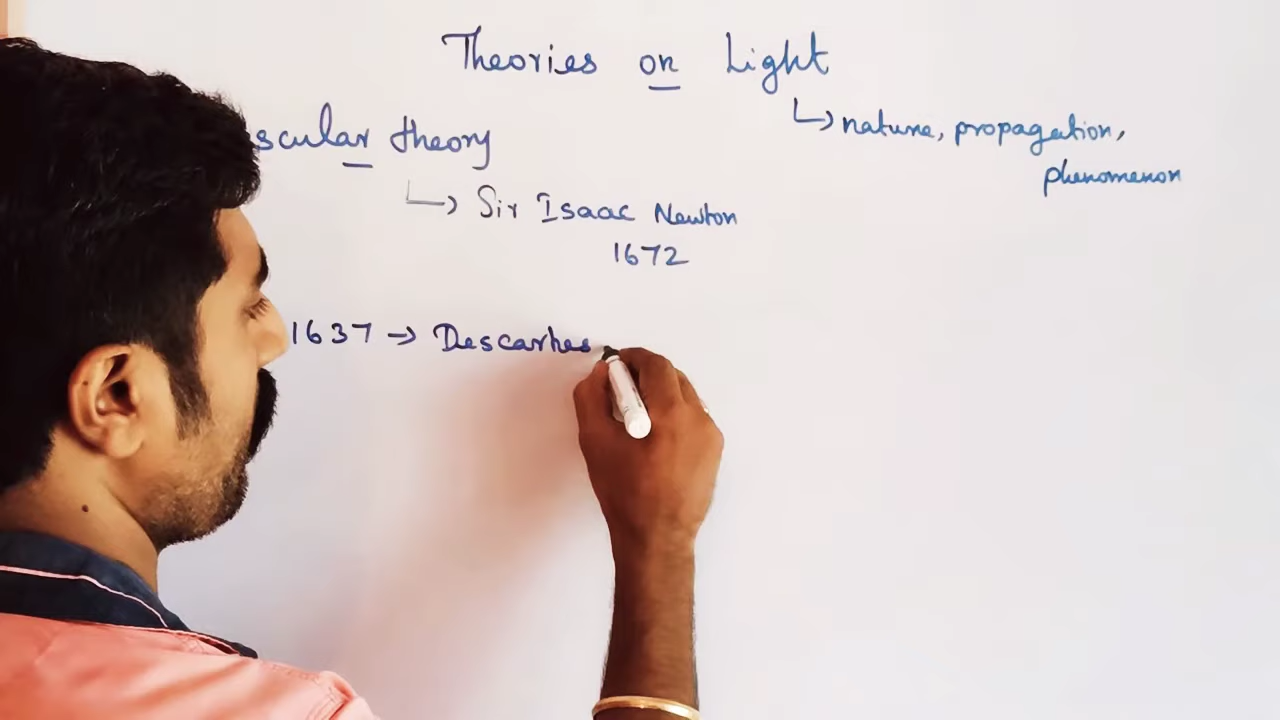 Theories on Light
↳ nature, propagation,
phenomenon
scular theory
↳ Sir Isaac Newton
1672
1637 → Descartes